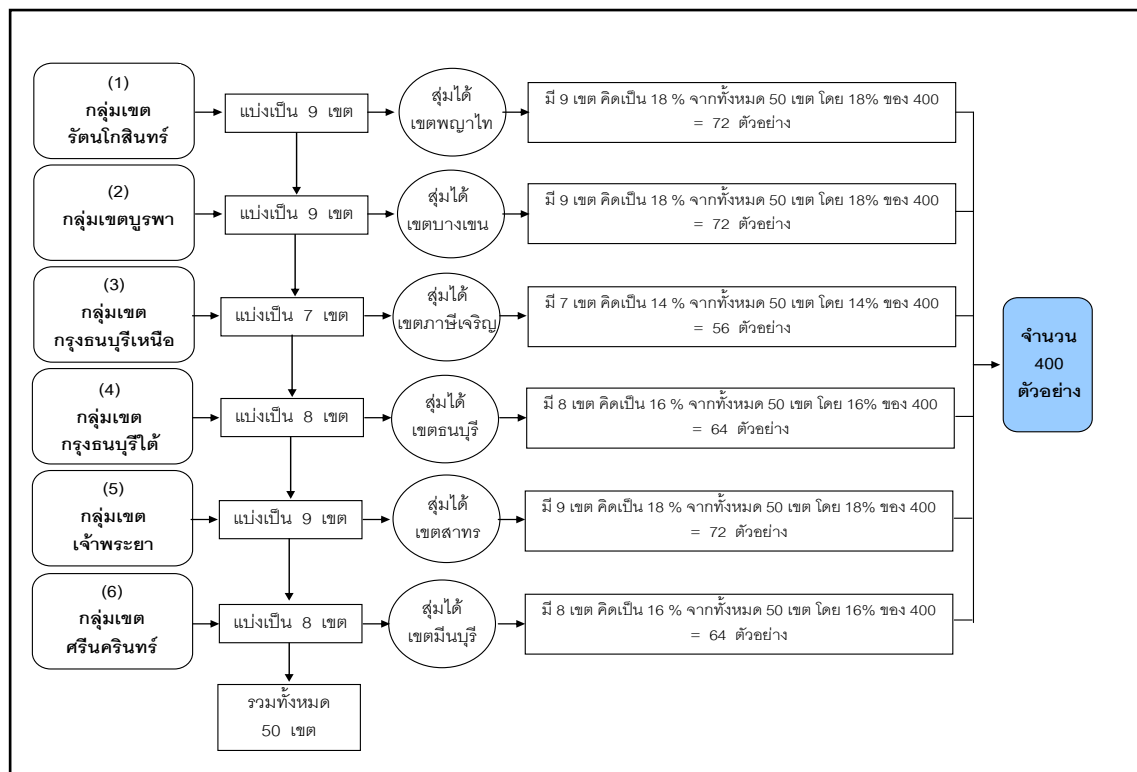 (1)
กลุ่มเขต
รัตนโกสินทร์
แบ่งเป็น 9 เขต
สุ่มได้
เขตพญาไท
มี 9 เขต คิดเป็น 18 % จากทั้งหมด 50 เขต โดย 18% ของ 400
= 72 ตัวอย่าง
(2)
กลุ่มเขตบูรพา
แบ่งเป็น 9 เขต
สุ่มได้
เขตบางเขน
มี 9 เขต คิดเป็น 18 % จากทั้งหมด 50 เขต โดย 18% ของ 400
= 72 ตัวอย่าง
(3)
กลุ่มเขต
กรุงธนบุรีเหนือ
แบ่งเป็น 7 เขต
สุ่มได้
เขตภาษีเจริญ
มี 7 เขต คิดเป็น 14 % จากทั้งหมด 50 เขต โดย 14% ของ 400
= 56 ตัวอย่าง
จำนวน
400
ตัวอย่าง
(4)
กลุ่มเขต
กรุงธนบุรีใต้
แบ่งเป็น 8 เขต
สุ่มได้
เขตธนบุรี
มี 8 เขต คิดเป็น 16 % จากทั้งหมด 50 เขต โดย 16% ของ 400
= 64 ตัวอย่าง
(5)
กลุ่มเขต
เจ้าพระยา
แบ่งเป็น 9 เขต
สุ่มได้
เขตสาทร
มี 9 เขต คิดเป็น 18 % จากทั้งหมด 50 เขต โดย 18% ของ 400
= 72 ตัวอย่าง
(6)
กลุ่มเขต
ศรีนครินทร์
แบ่งเป็น 8 เขต
สุ่มได้
เขตมีนบุรี
มี 8 เขต คิดเป็น 16 % จากทั้งหมด 50 เขต โดย 16% ของ 400
= 64 ตัวอย่าง
รวมทั้งหมด
50 เขต